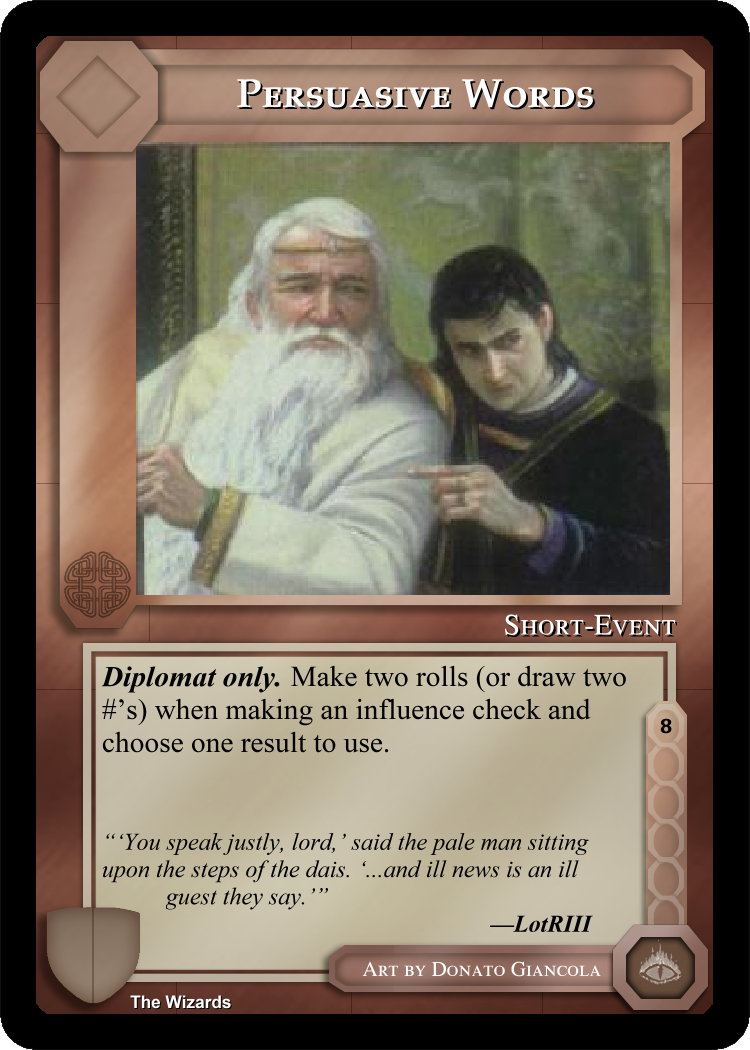 Persuasive Words
Short-Event
Diplomat only. Make two rolls (or draw two
#'s) when making an influence check and
choose one result to use.
8
“‘You speak justly, lord,’ said the pale man sitting
upon the steps of the dais. ‘...and ill news is an ill
guest they say.’”
—LotRIII
Art by Donato Giancola
The Wizards